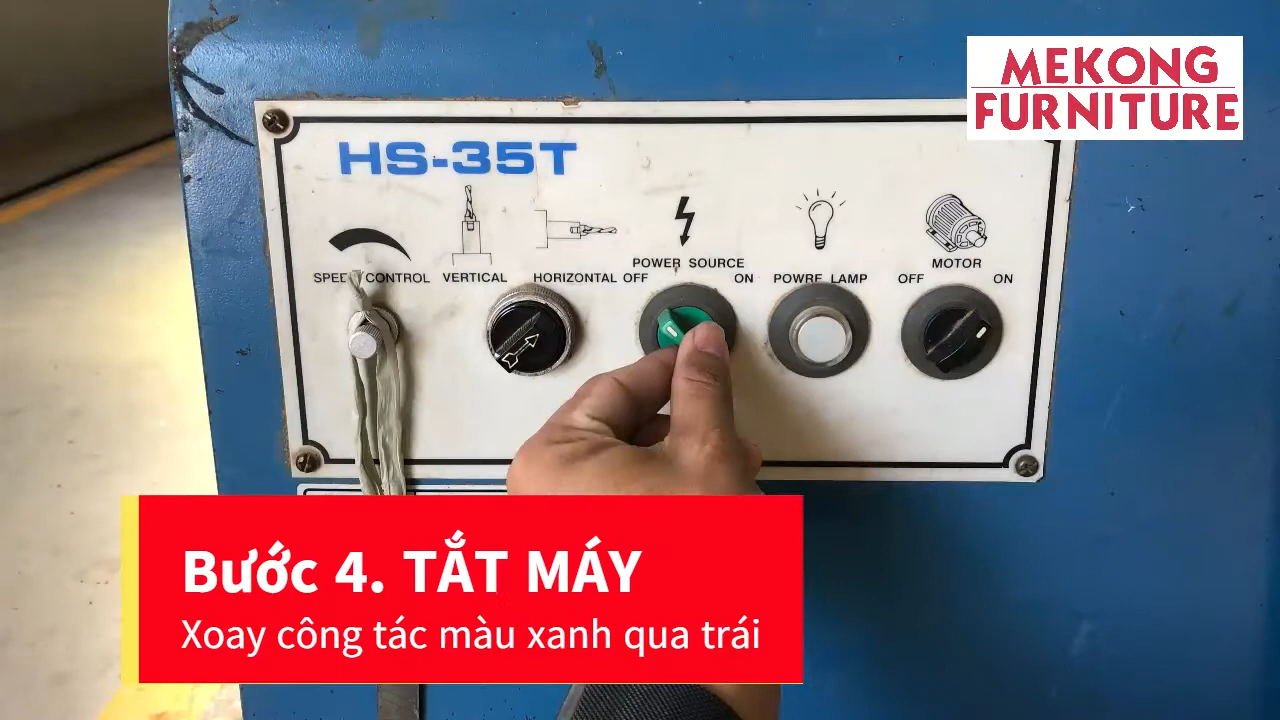 MEKONG
FURNITURE
HS-35T
POWER SOURCE
MOTOR
SPEED CONTROL
VERTICAL
HORIZONTAL
OFF
ON
POWRE LAMP
OFF
ON
Bước 4. TẮT MÁY
Xoay công tác màu xanh qua trái